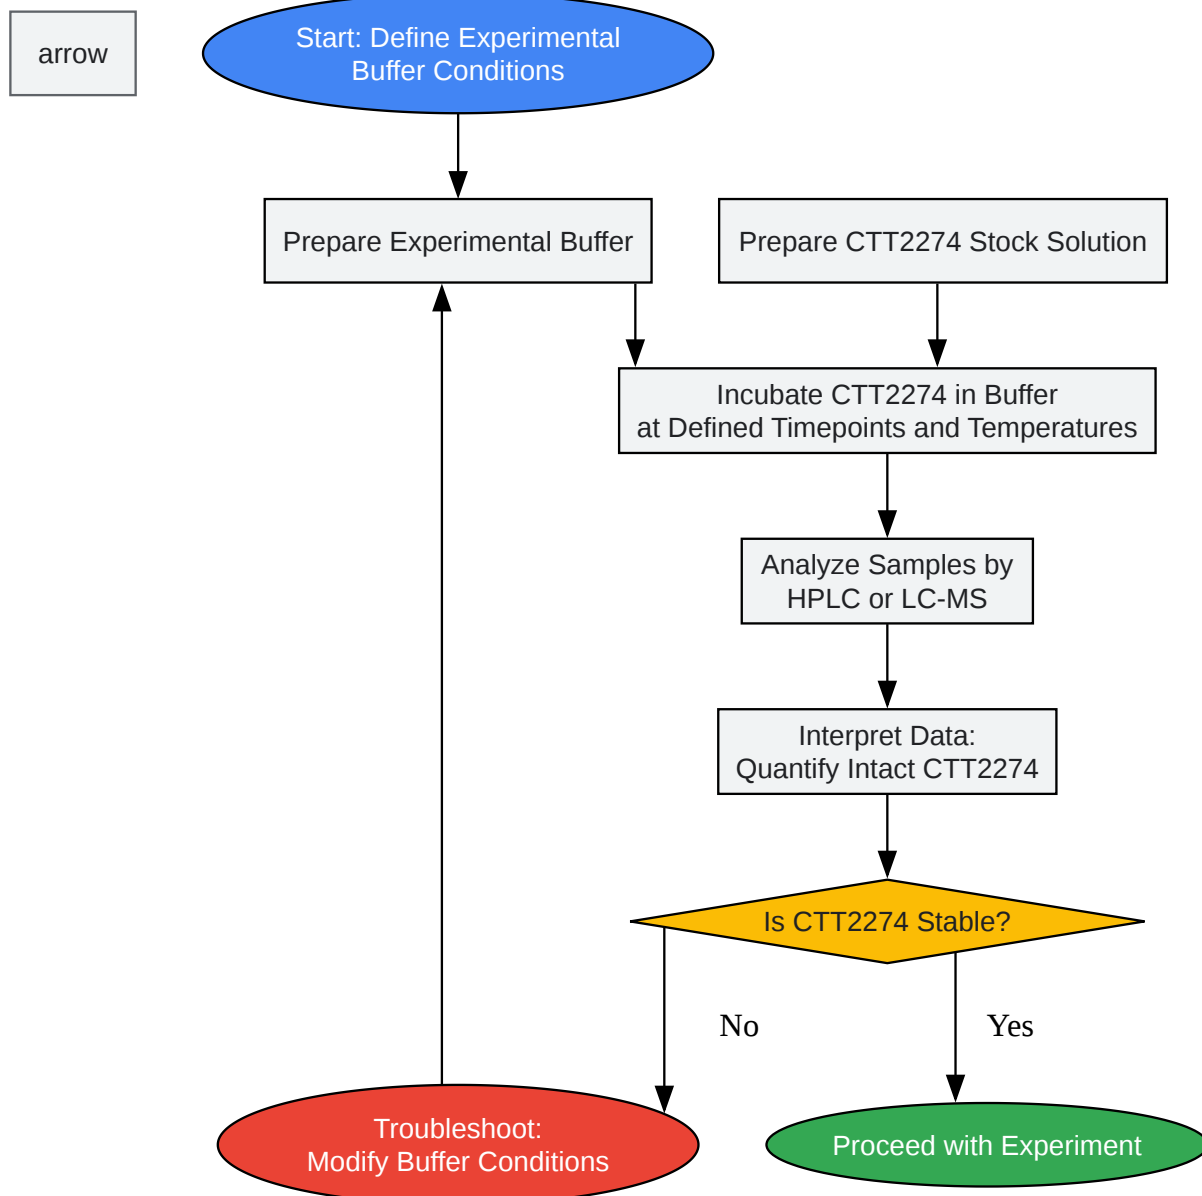 arrow
Start: Define Experimental
Buffer Conditions
Prepare Experimental Buffer
Prepare CTT2274 Stock Solution
Incubate CTT2274 in Buffer
at Defined Timepoints and Temperatures
Analyze Samples by
HPLC or LC-MS
Interpret Data:
Quantify Intact CTT2274
Is CTT2274 Stable?
No
Yes
Troubleshoot:
Modify Buffer Conditions
Proceed with Experiment